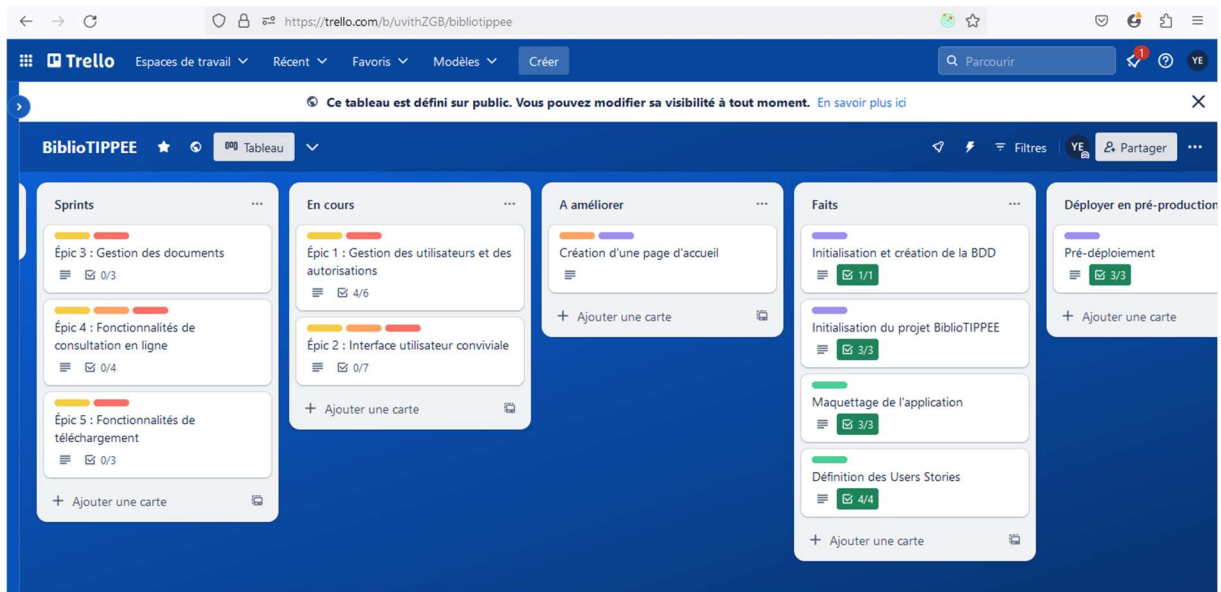 https://trello.com/b/uvithZGB/bibliotippee
Trello Espaces de travail Récent Favoris Modèles Créer Parcourir 1 YE
Ce tableau est défini sur public. Vous pouvez modifier sa visibilité à tout moment. En savoir plus ici
BiblioTIPPEE Tableau Filtres YE Partager
Sprints
Épic 3 : Gestion des documents
0/3
Épic 4 : Fonctionnalités de
consultation en ligne
0/4
Épic 5 : Fonctionnalités de
téléchargement
0/3
+ Ajouter une carte
En cours
Épic 1 : Gestion des utilisateurs et des
autorisations
4/6
Épic 2 : Interface utilisateur conviviale
0/7
+ Ajouter une carte
A améliorer
Création d'une page d'accueil
+ Ajouter une carte
Faits
Initialisation et création de la BDD
1/1
Initialisation du projet BiblioTIPPEE
3/3
Maquettage de l'application
3/3
Définition des Users Stories
4/4
+ Ajouter une carte
Déployer en pré-production
Pré-déploiement
3/3
+ Ajouter une carte